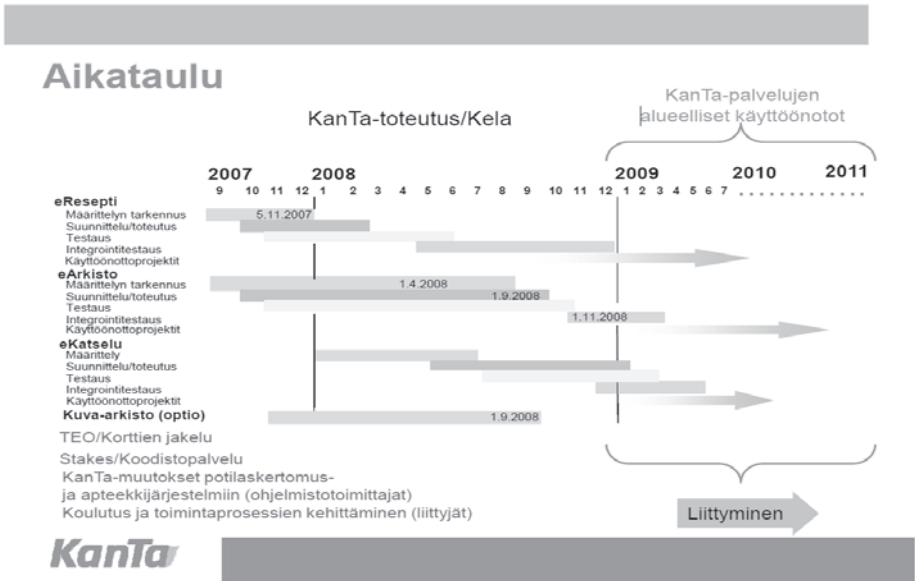 Aikataulu
KanTa-toteutus/Kela
KanTa-palvelujen
alueelliset käyttöönotot
2007 2008 2009 2010 2011
9 10 11 12 1 2 3 4 5 6 7 8 9 10 11 12 1 2 3 4 5 6 7
eResepti
Määrittelyn tarkennus 5.11.2007
Suunnittelu/toteutus
Testaus
Integrointitestaus
Käyttöönottoprojektit
eArkisto
Määrittelyn tarkennus 1.4.2008
Suunnittelu/toteutus 1.9.2008
Testaus
Integrointitestaus 1.11.2008
Käyttöönottoprojektit
eKatselu
Määrittely
Suunnittelu/toteutus
Testaus
Integrointitestaus
Käyttöönottoprojektit
Kuva-arkisto (optio) 1.9.2008
TEO/Korttien jakelu
Stakes/Koodistopalvelu
KanTa-muutokset potilaskertomus-
ja apteekkijärjestelmiin (ohjelmistotoimittajat)
Koulutus ja toimintaprosessien kehittäminen (liittyjät)
Liittyminen
KanTa